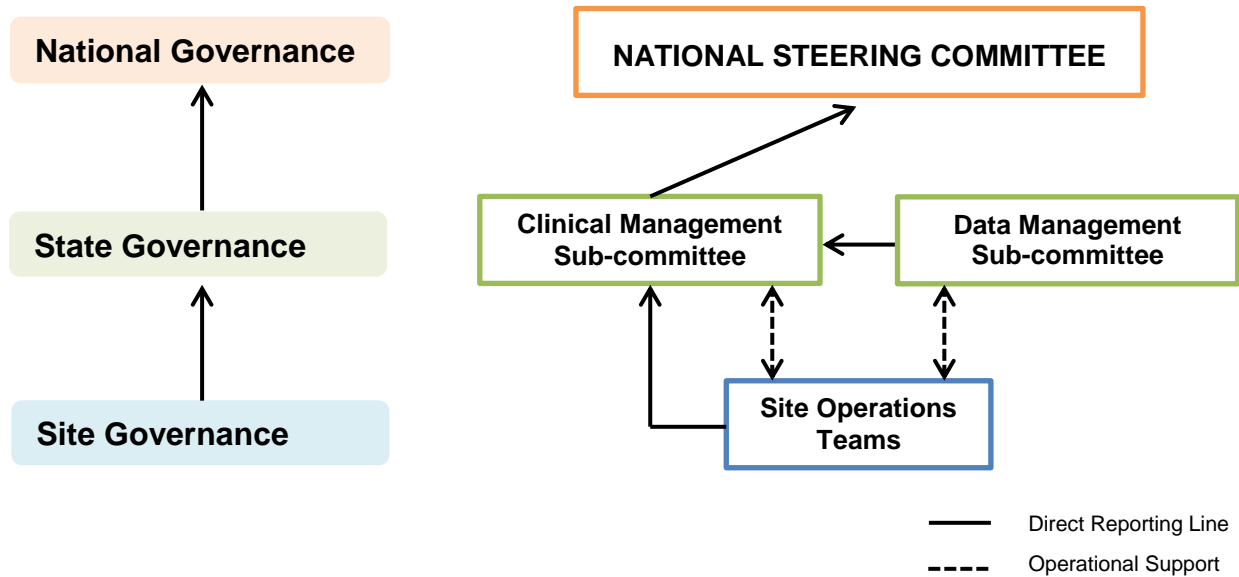 National Governance
NATIONAL STEERING COMMITTEE
State Governance
Clinical Management
Sub-committee
Data Management
Sub-committee
Site Governance
Site Operations
Teams
Direct Reporting Line
Operational Support